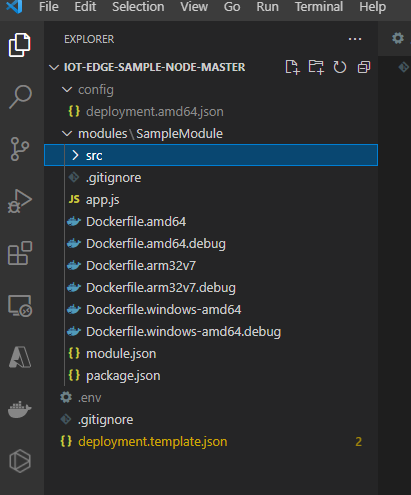 File Edit Selection View Go Run Terminal Help
EXPLORER
IOT-EDGE-SAMPLE-NODE-MASTER
config
{ } deployment.amd64.json
modules\SampleModule
src
.gitignore
JS app.js
Dockerfile.amd64
Dockerfile.amd64.debug
Dockerfile.arm32v7
Dockerfile.arm32v7.debug
Dockerfile.windows-amd64
Dockerfile.windows-amd64.debug
{ } module.json
{ } package.json
.env
.gitignore
{ } deployment.template.json 2